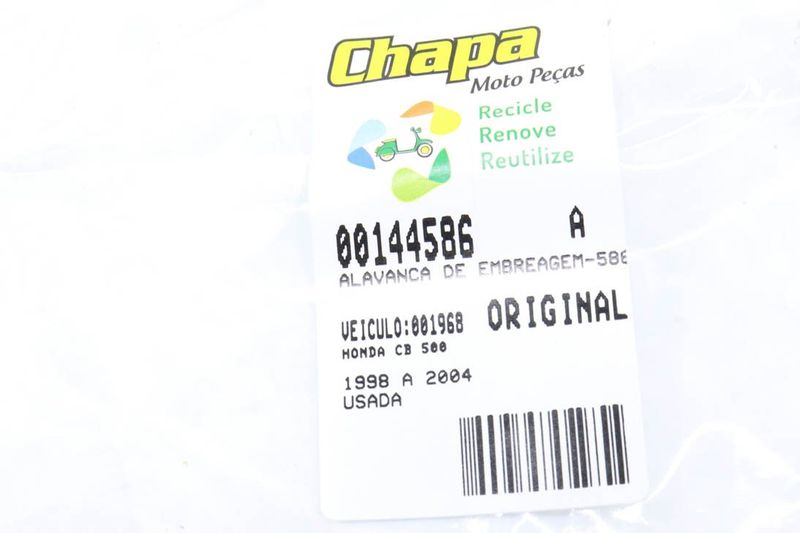 Chapa
Moto Peças
Recicle
Renove
Reutilize
00144586 A
ALAVANCA DE EMBREAGEM-586
VEICULO:001968 ORIGINAL
HONDA CB 500
1998 A 2004
USADA